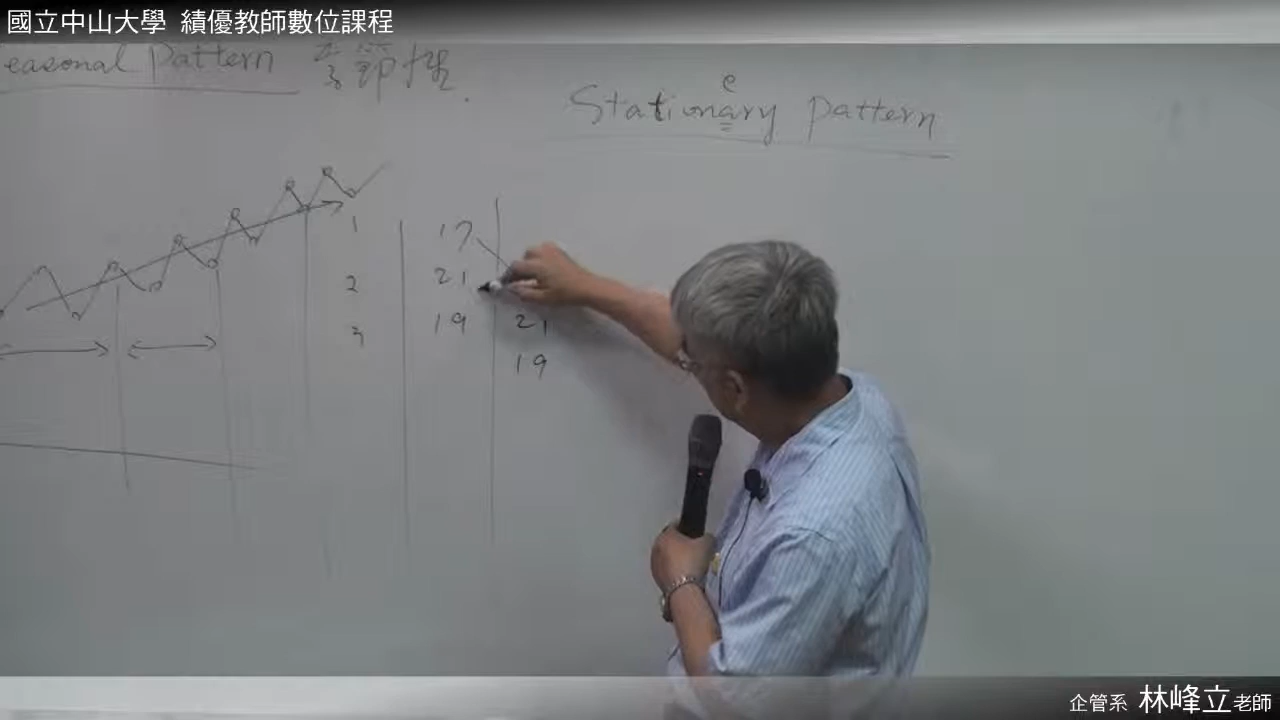 國立中山大學 績優教師數位課程
easonal Pattern 季節性.
e
Stationary pattern
1 17
2 21
3 19 21
19
企管系 林峰立老師